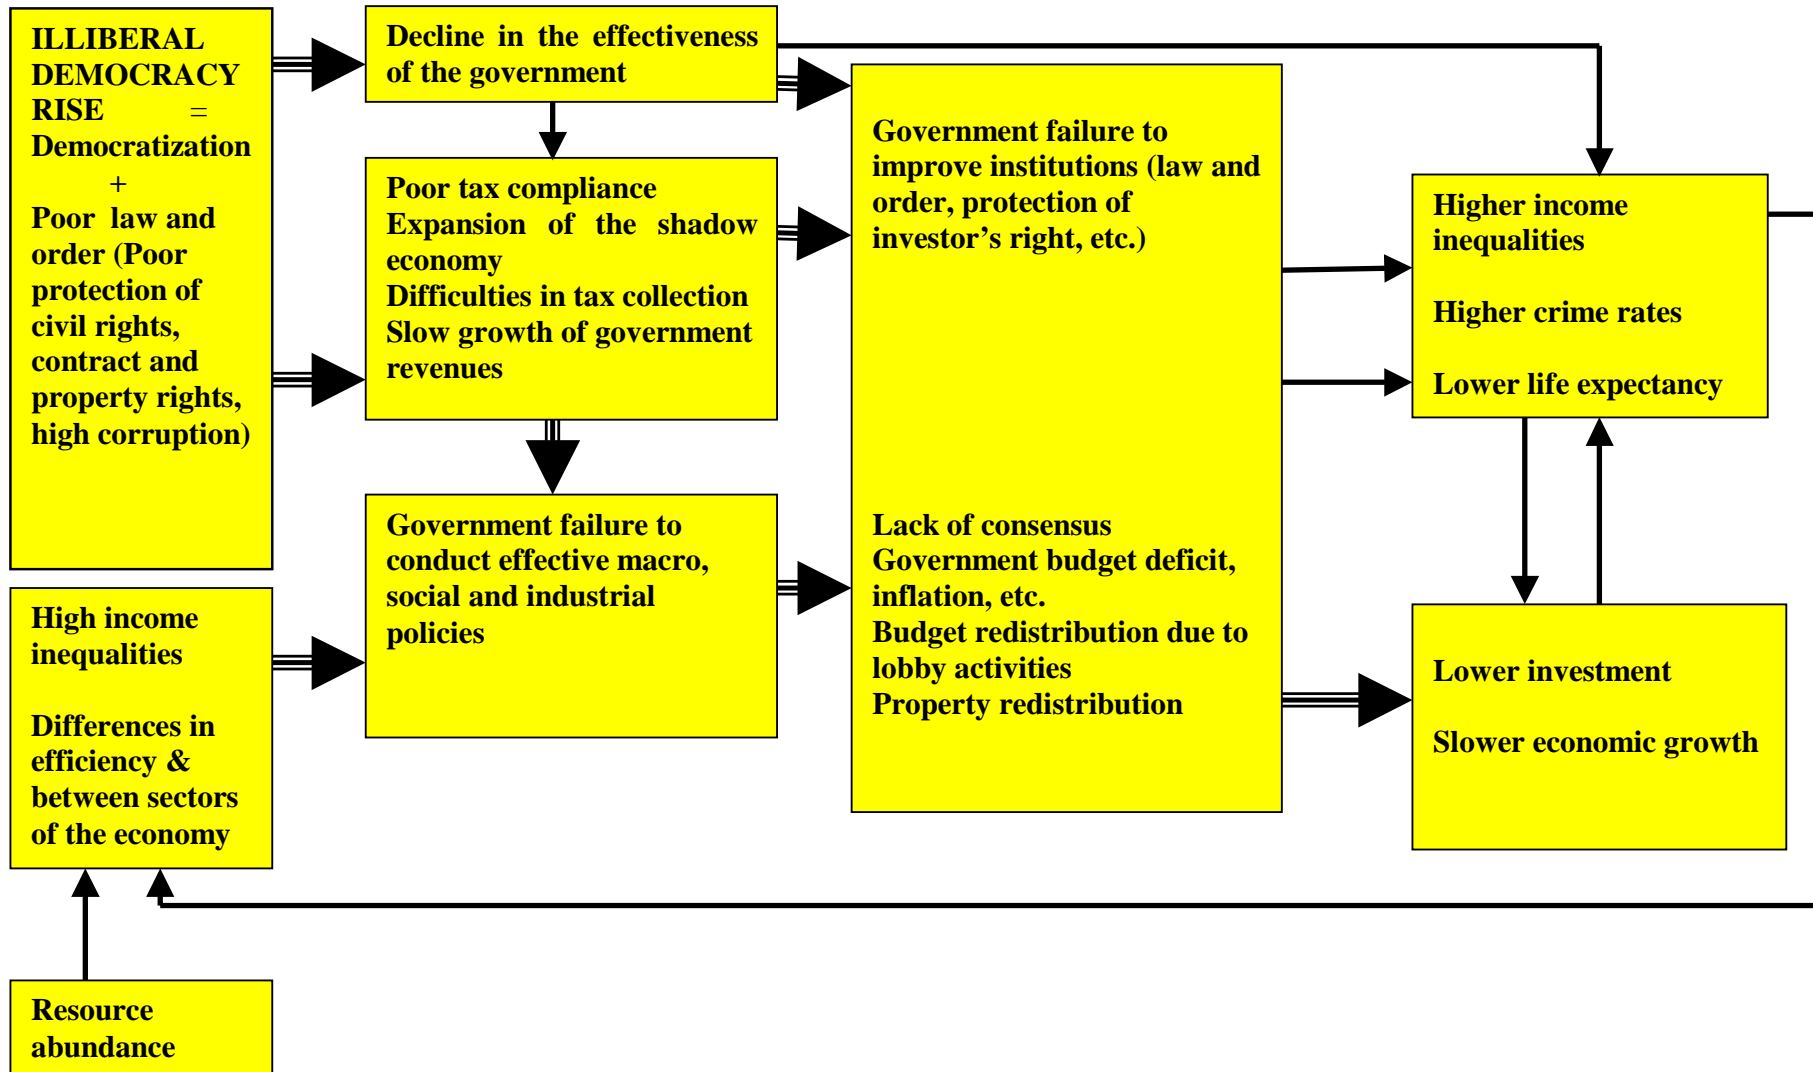 ILLIBERAL
DEMOCRACY
RISE =
Democratization
+
Poor law and
order (Poor
protection of
civil rights,
contract and
property rights,
high corruption)
High income
inequalities
Differences in
efficiency &
between sectors
of the economy
Resource
abundance
Decline in the effectiveness
of the government
Poor tax compliance
Expansion of the shadow
economy
Difficulties in tax collection
Slow growth of government
revenues
Government failure to
conduct effective macro,
social and industrial
policies
Government failure to
improve institutions (law and
order, protection of
investor’s right, etc.)
Lack of consensus
Government budget deficit,
inflation, etc.
Budget redistribution due to
lobby activities
Property redistribution
Higher income
inequalities
Higher crime rates
Lower life expectancy
Lower investment
Slower economic growth